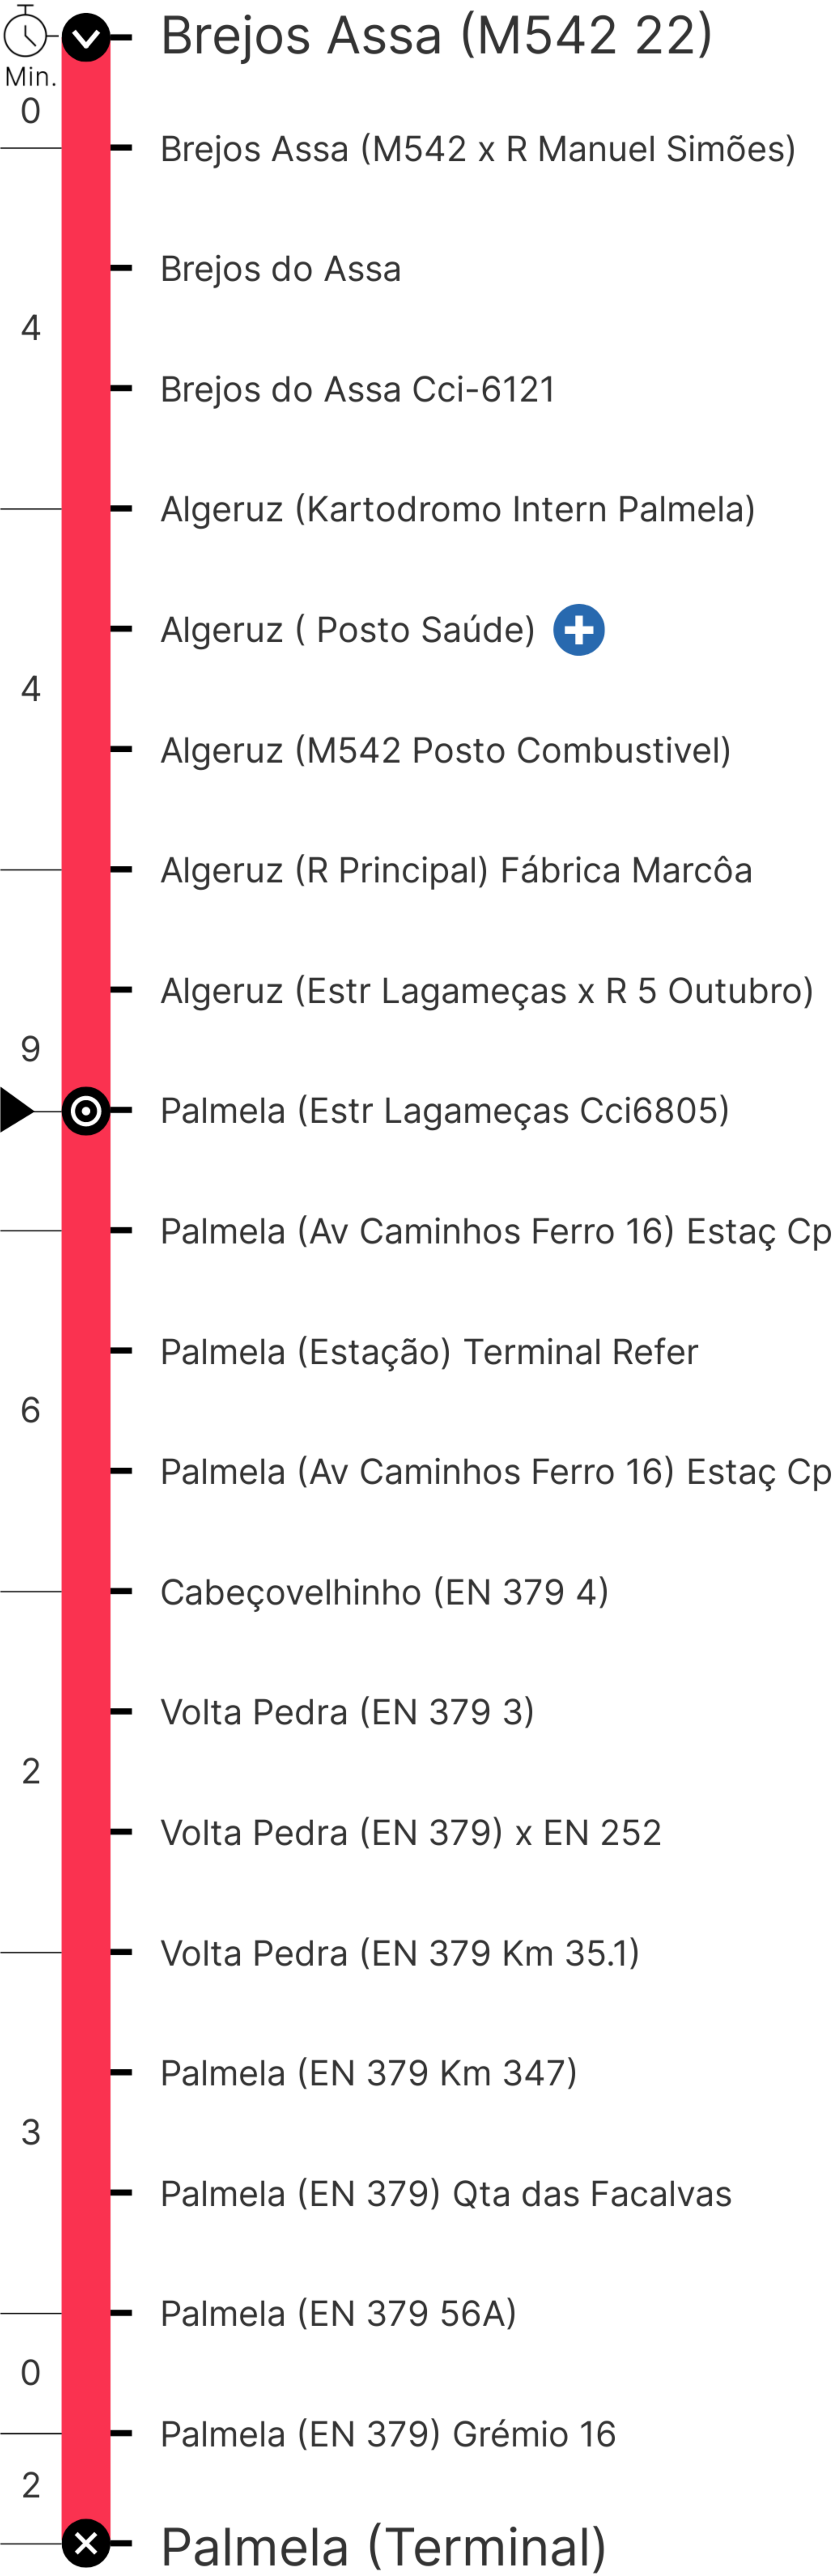 Brejos Assa (M542 22)
Min.
0
Brejos Assa (M542 x R Manuel Simões)
Brejos do Assa
4
Brejos do Assa Cci-6121
Algeruz (Kartodromo Intern Palmela)
Algeruz ( Posto Saúde)
4
Algeruz (M542 Posto Combustivel)
Algeruz (R Principal) Fábrica Marcôa
Algeruz (Estr Lagameças x R 5 Outubro)
9
Palmela (Estr Lagameças Cci6805)
Palmela (Av Caminhos Ferro 16) Estaç Cp
Palmela (Estação) Terminal Refer
6
Palmela (Av Caminhos Ferro 16) Estaç Cp
Cabeçovelhinho (EN 379 4)
Volta Pedra (EN 379 3)
2
Volta Pedra (EN 379) x EN 252
Volta Pedra (EN 379 Km 35.1)
Palmela (EN 379 Km 347)
3
Palmela (EN 379) Qta das Facalvas
Palmela (EN 379 56A)
0
Palmela (EN 379) Grémio 16
2
Palmela (Terminal)